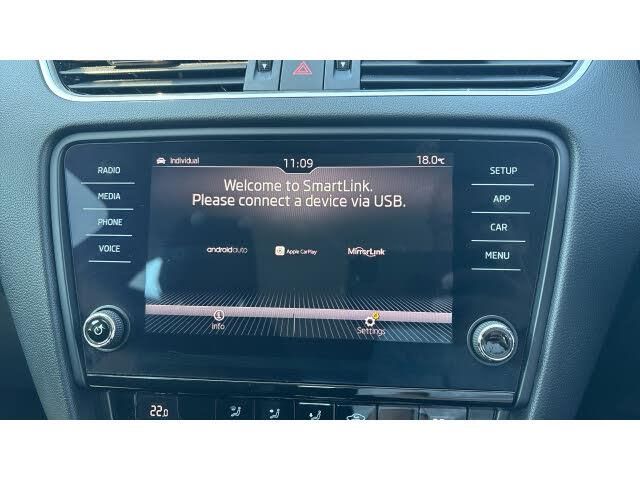 Individual 11:09 18.0°C
Welcome to SmartLink.
Please connect a device via USB.
androidauto Apple CarPlay MirrorLink
info Settings
RADIO
MEDIA
PHONE
VOICE
SETUP
APP
CAR
MENU
22.0